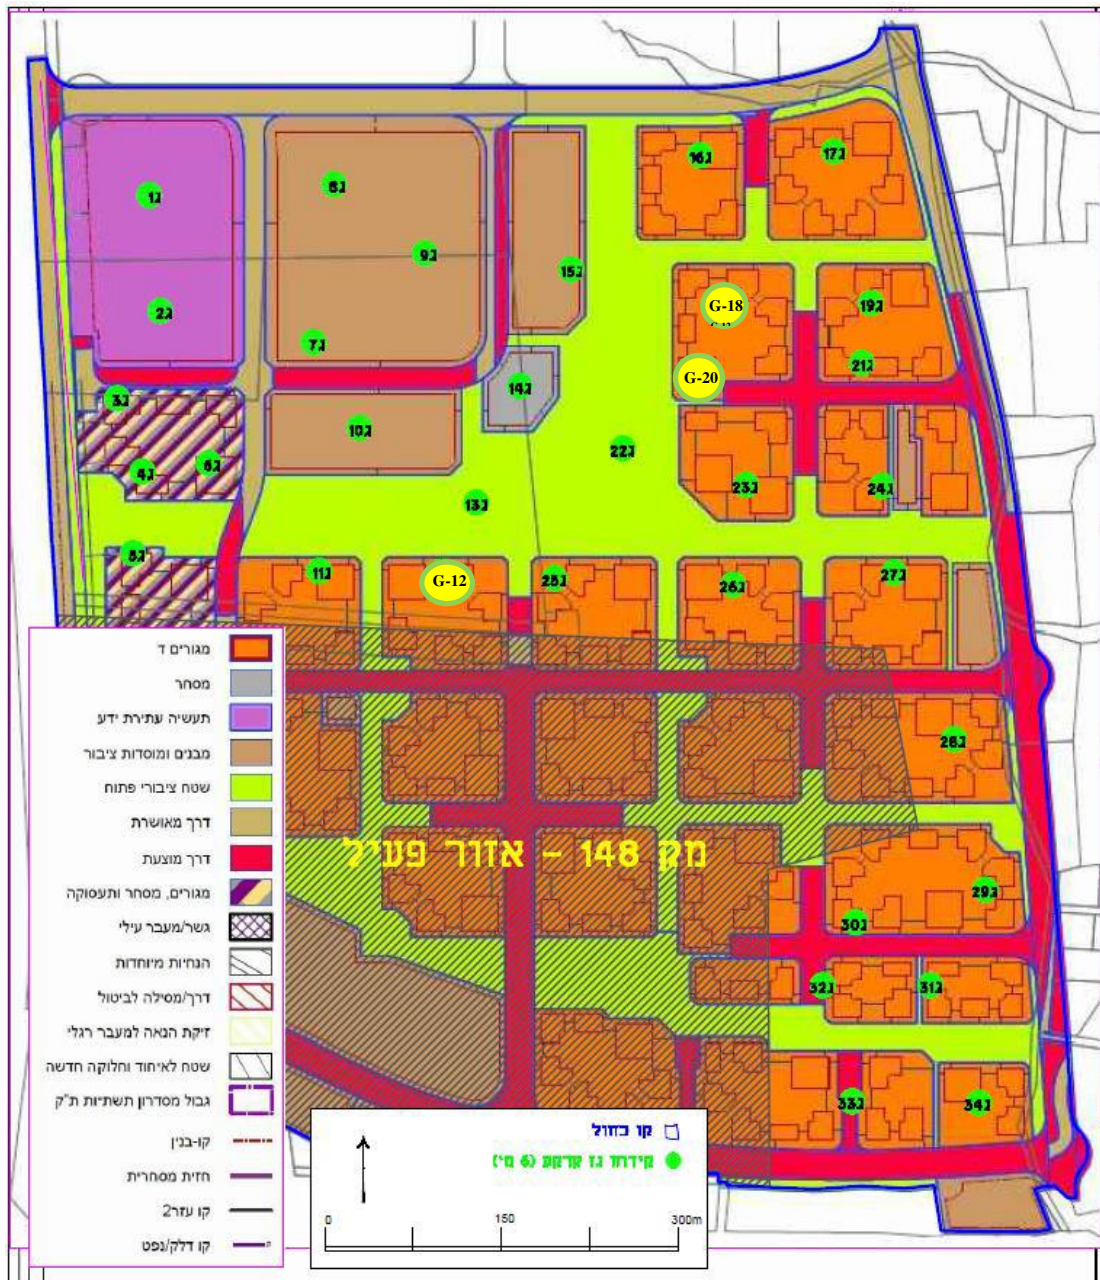 ג16
ג17
ג1
ג8
ג9
ג15
ג2
G-18
ג19
ג7
ג21
G-20
ג14
ג3
ג10
ג22
ג4
ג6
ג23
ג24
ג13
ג5
ג11
G-12
ג25
ג26
ג27
ג28
מק 148 - אזור פעיל
ג29
ג30
ג32
ג31
ג33
ג34
מגורים ד
מסחר
תעשיה עתירת ידע
מבנים ומוסדות ציבור
שטח ציבורי פתוח
דרך מאושרת
דרך מוצעת
מגורים, מסחר ותעסוקה
גשר/מעבר עילי
הנחיות מיוחדות
דרך/מסילה לביטול
זיקת הנאה למעבר רגלי
שטח לאיחוד וחלוקה חדשה
גבול מסדרון תשתיות ת"ק
קו-בנין
חזית מסחרית
קו עזר2
קו דלק/נפט
קו כחול
קידוח גז קרקע (6 מ')
0 150 300m